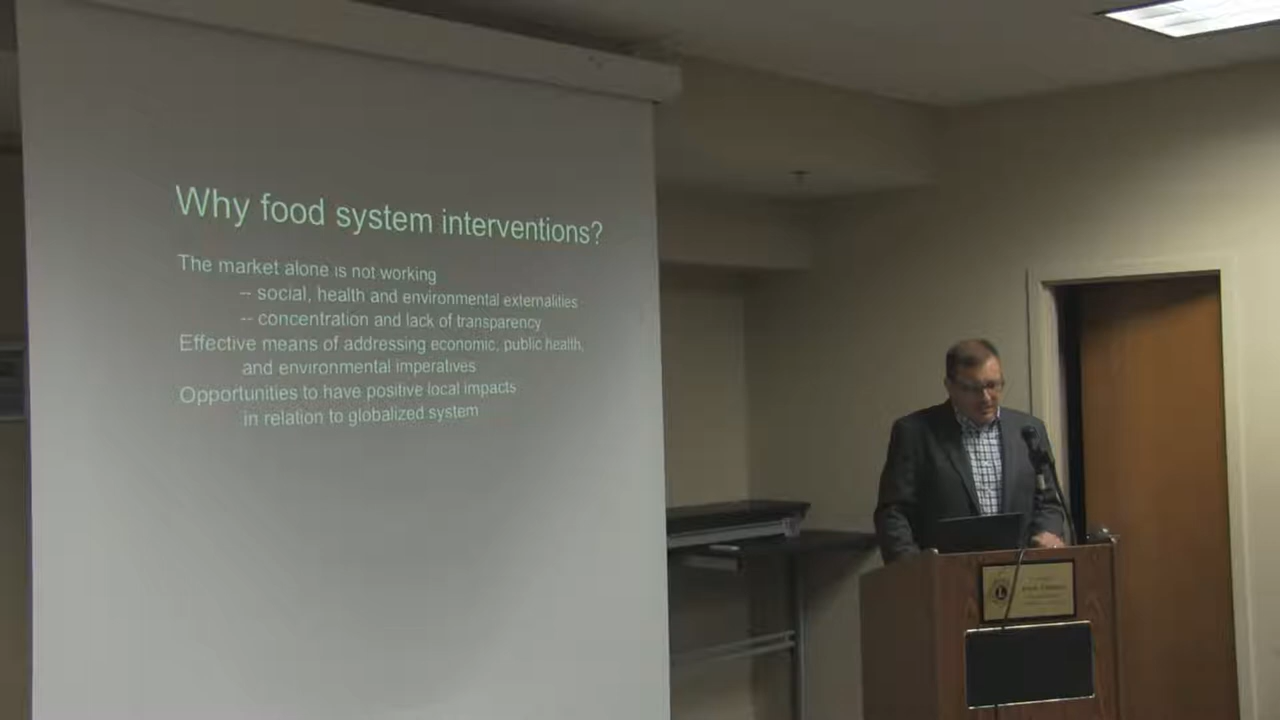 Why food system interventions?
The market alone is not working
-- social, health and environmental externalities
-- concentration and lack of transparency
Effective means of addressing economic, public health,
and environmental imperatives
Opportunities to have positive local impacts
in relation to globalized system